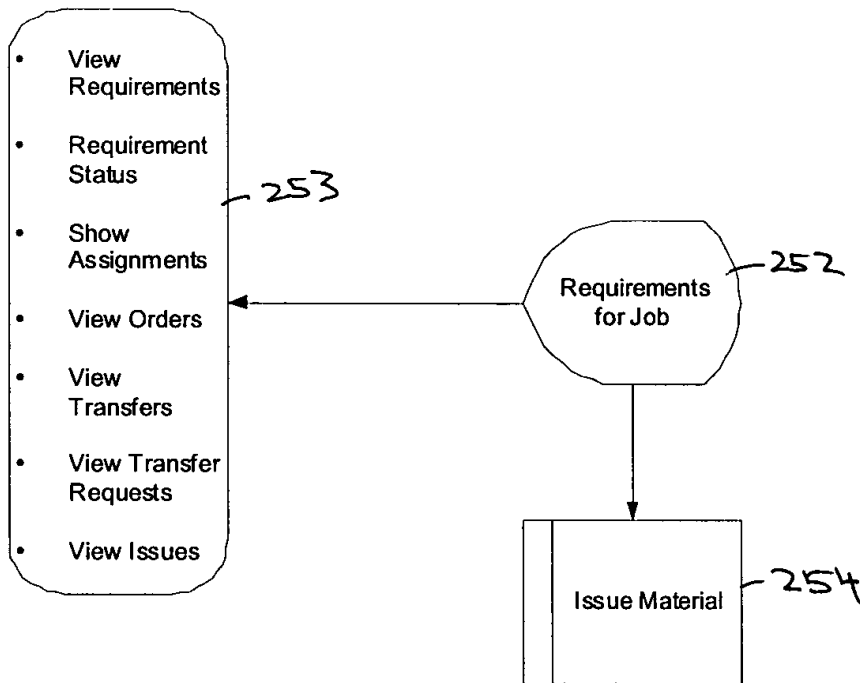 • View
Requirements
• Requirement
Status
• Show
Assignments
• View Orders
• View
Transfers
• View Transfer
Requests
• View Issues
253
Requirements
for Job
252
Issue Material
254